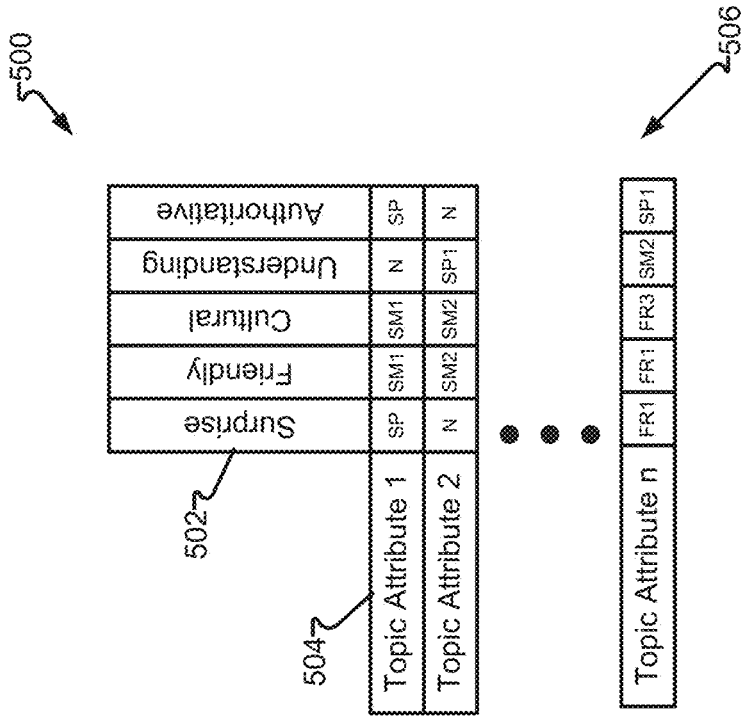 500
502
504
Surprise
Friendly
Cultural
Understanding
Authoritative
Topic Attribute 1 SP SM1 SM1 N SP
Topic Attribute 2 N SM2 SM2 SP1 N
Topic Attribute n FR1 FR1 FR3 SM2 SP1
506